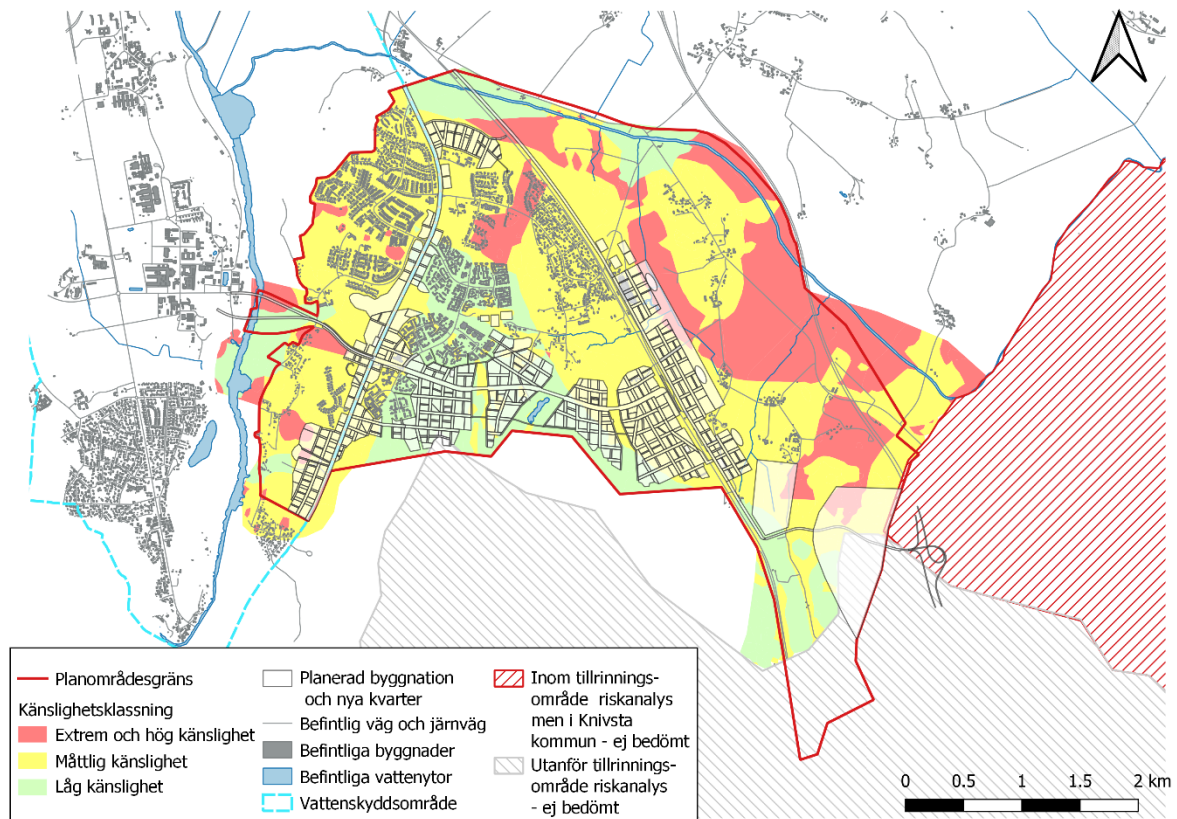 Planområdesgräns
Känslighetsklassning
Extrem och hög känslighet
Måttlig känslighet
Låg känslighet
Planerad byggnation
och nya kvarter
Befintlig väg och järnväg
Befintliga byggnader
Befintliga vattenytor
Vattenskyddsområde
Inom tillrinnings-
område riskanalys
men i Knivsta
kommun - ej bedömt
Utanför tillrinnings-
område riskanalys
- ej bedömt
0 0.5 1 1.5 2 km